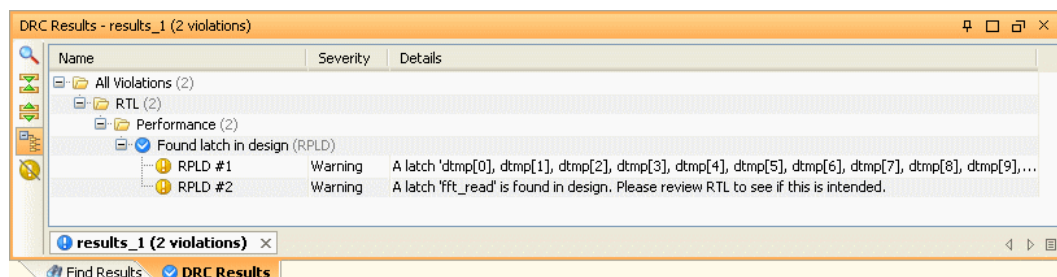 DRC Results - results_1 (2 violations)
Name Severity Details
All Violations (2)
RTL (2)
Performance (2)
Found latch in design (RPLD)
RPLD #1 Warning A latch 'dtmp[0], dtmp[1], dtmp[2], dtmp[3], dtmp[4], dtmp[5], dtmp[6], dtmp[7], dtmp[8], dtmp[9],...
RPLD #2 Warning A latch 'fft_read' is found in design. Please review RTL to see if this is intended.
results_1 (2 violations)
Find Results DRC Results